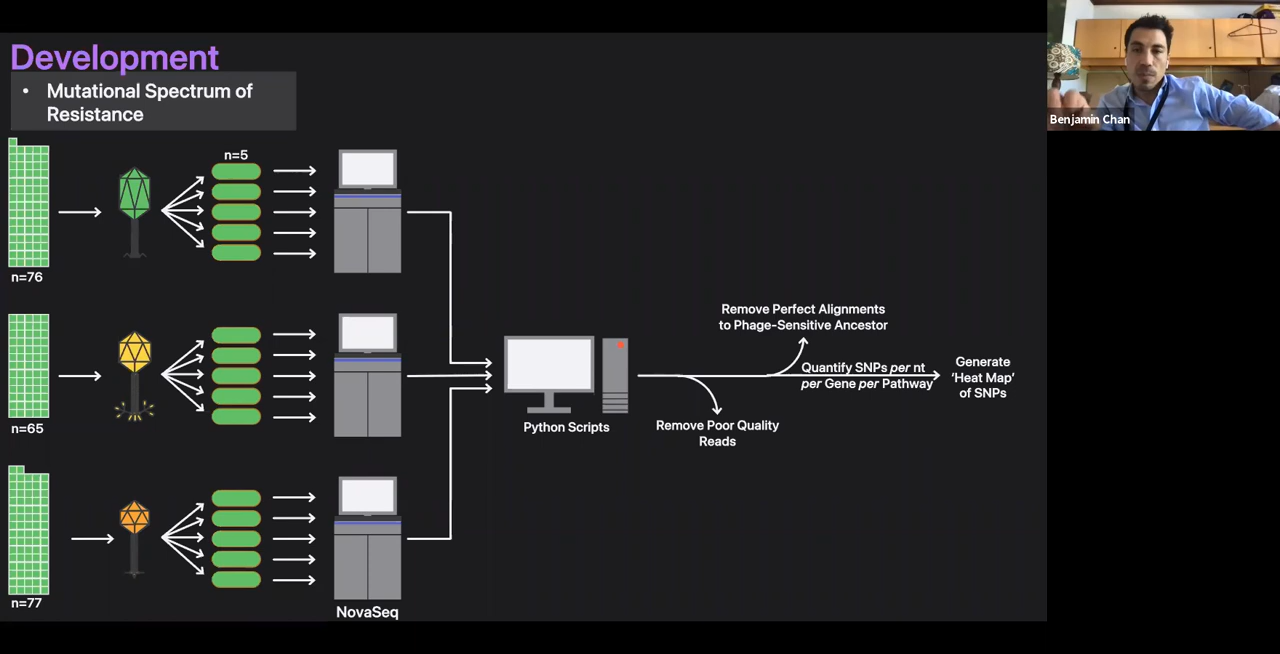 Development
• Mutational Spectrum of
Resistance
n=5
n=76
n=65
n=77
NovaSeq
Python Scripts
Remove Perfect Alignments
to Phage-Sensitive Ancestor
Remove Poor Quality
Reads
Quantify SNPs per nt
per Gene per Pathway
Generate
'Heat Map'
of SNPs
Benjamin Chan